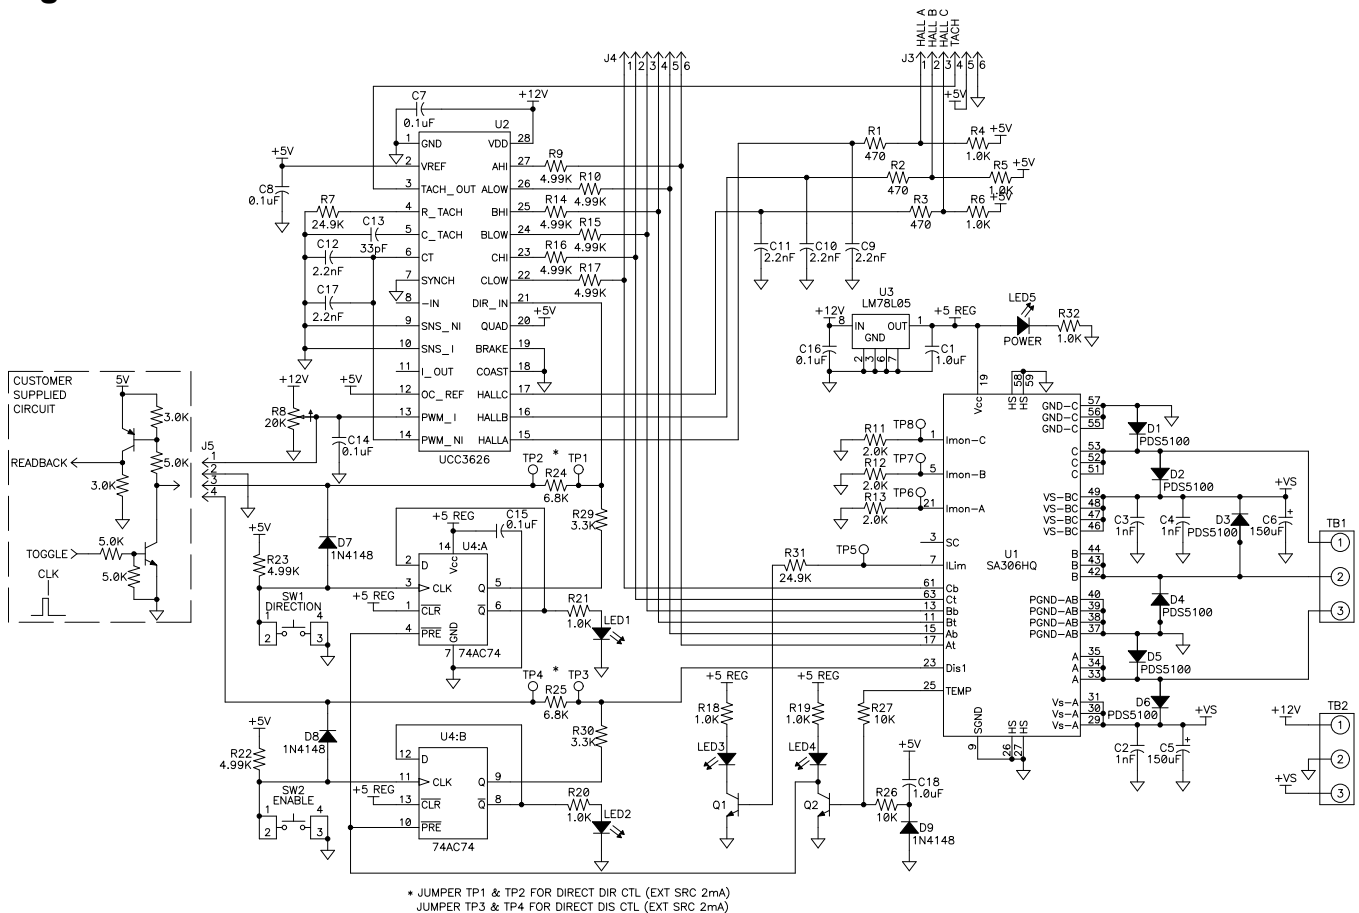 HALL A
HALL B
HALL C
TACH
J4 1 2 3 4 5 6
J3 1 2 3 4 5 6
+5V
C7
0.1uF
+12V
U2
1 GND VDD 28
2 VREF AHI 27
3 TACH_OUT ALOW 26
4 R_TACH BHI 25
5 C_TACH BLOW 24
6 CT CHI 23
7 SYNCH CLOW 22
8 -IN DIR_IN 21
9 SNS_NI QUAD 20
10 SNS_I BRAKE 19
11 I_OUT COAST 18
12 OC_REF HALLC 17
13 PWM_I HALLB 16
14 PWM_NI HALLA 15
UCC3626
+5V
C8
0.1uF
R7
24.9K
C13
33pF
C12
2.2nF
C17
2.2nF
R9
4.99K
R10
4.99K
R14
4.99K
R15
4.99K
R16
4.99K
R17
4.99K
+5V
R1
470
R2
470
R3
470
R4
1.0K
+5V
R5
1.0K
+5V
R6
1.0K
+5V
C11
2.2nF
C10
2.2nF
C9
2.2nF
U3
LM78L05
+12V
8 IN OUT 1
GND
2 3 6 7
+5 REG
C16
0.1uF
C1
1.0uF
LED5
POWER
R32
1.0K
CUSTOMER
SUPPLIED
CIRCUIT
5V
3.0K
5.0K
READBACK
3.0K
TOGGLE
5.0K
5.0K
CLK
J5
1
2
3
4
+12V
R8
20K
+5V
C14
0.1uF
TP2 * TP1
R24
6.8K
R29
3.3K
+5 REG
C15
0.1uF
+5V
R23
4.99K
D7
1N4148
SW1
DIRECTION
1 4
2 3
U4:A
14
Vcc
2 D
3 CLK Q 5
1 CLR Q 6
4 PRE
GND
7
74AC74
+5 REG
R21
1.0K
LED1
TP4 * TP3
R25
6.8K
R30
3.3K
+5V
R22
4.99K
D8
1N4148
SW2
ENABLE
1 4
2 3
U4:B
12 D
11 CLK Q 9
13 CLR Q 8
10 PRE
74AC74
+5 REG
R20
1.0K
LED2
TP8
R11
2.0K
TP7
R12
2.0K
TP6
R13
2.0K
TP5
R31
24.9K
+5 REG
R18
1.0K
LED3
Q1
+5 REG
R19
1.0K
LED4
Q2
R27
10K
R26
10K
+5V
C18
1.0uF
D9
1N4148
U1
SA306HQ
19
Vcc
HS 58
HS 59
1 Imon-C
5 Imon-B
21 Imon-A
3 SC
7 ILim
61 Cb
63 Ct
13 Bb
11 Bt
15 Ab
17 At
23 Dis1
25 TEMP
SGND
9
HS 26
HS 27
GND-C 57
GND-C 56
GND-C 55
C 53
C 52
C 51
VS-BC 49
VS-BC 48
VS-BC 47
VS-BC 46
B 44
B 43
B 42
PGND-AB 40
PGND-AB 39
PGND-AB 38
PGND-AB 37
A 35
A 34
A 33
Vs-A 31
Vs-A 30
Vs-A 29
D1
PDS5100
D2
PDS5100
C3
1nF
C4
1nF
D3
PDS5100
C6
150uF
+
+VS
D4
PDS5100
D5
PDS5100
D6
PDS5100
C2
1nF
C5
150uF
+
+VS
TB1
1
2
3
TB2
+12V
1
2
+VS
3
* JUMPER TP1 & TP2 FOR DIRECT DIR CTL (EXT SRC 2mA)
JUMPER TP3 & TP4 FOR DIRECT DIS CTL (EXT SRC 2mA)